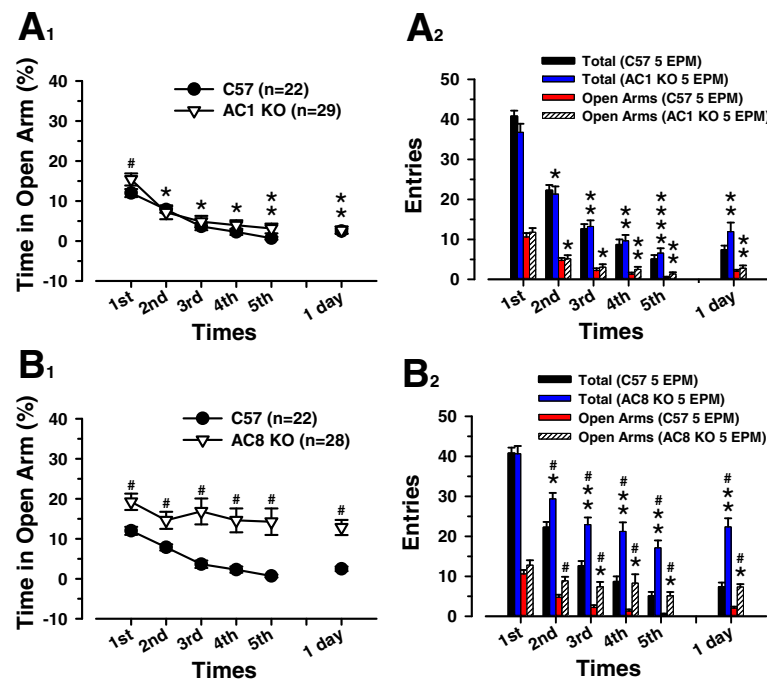 A1
Time in Open Arm (%)
40
30
20
10
0
-10
C57 (n=22)
AC1 KO (n=29)
#
*
*
*
*
*
*
*
1st
2nd
3rd
4th
5th
1 day
Times
A2
Entries
50
40
30
20
10
0
Total (C57 5 EPM)
Total (AC1 KO 5 EPM)
Open Arms (C57 5 EPM)
Open Arms (AC1 KO 5 EPM)
*
**
**
****
**
*
*
**
**
**
1st
2nd
3rd
4th
5th
1 day
Times
B1
Time in Open Arm (%)
40
30
20
10
0
-10
C57 (n=22)
AC8 KO (n=28)
#
#
#
#
#
#
1st
2nd
3rd
4th
5th
1 day
Times
B2
Entries
50
40
30
20
10
0
Total (C57 5 EPM)
Total (AC8 KO 5 EPM)
Open Arms (C57 5 EPM)
Open Arms (AC8 KO 5 EPM)
#
*
#
**
#
**
#
**
#
**
#
#
*
#
*
#
*
#
*
1st
2nd
3rd
4th
5th
1 day
Times